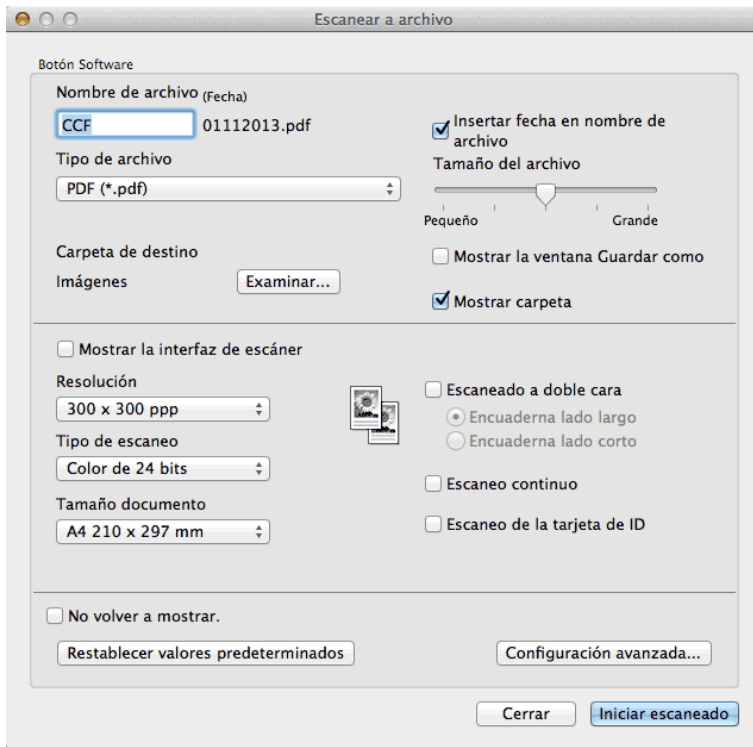 Escanear a archivo
Botón Software
Nombre de archivo (Fecha)
CCF 01112013.pdf
Insertar fecha en nombre de
archivo
Tipo de archivo
PDF (*.pdf)
Tamaño del archivo
Pequeño Grande
Carpeta de destino
Imágenes Examinar...
Mostrar la ventana Guardar como
Mostrar carpeta
Mostrar la interfaz de escáner
Resolución
300 x 300 ppp
Tipo de escaneo
Color de 24 bits
Tamaño documento
A4 210 x 297 mm
Escaneado a doble cara
Encuaderna lado largo
Encuaderna lado corto
Escaneo continuo
Escaneo de la tarjeta de ID
No volver a mostrar.
Restablecer valores predeterminados
Configuración avanzada...
Cerrar
Iniciar escaneado